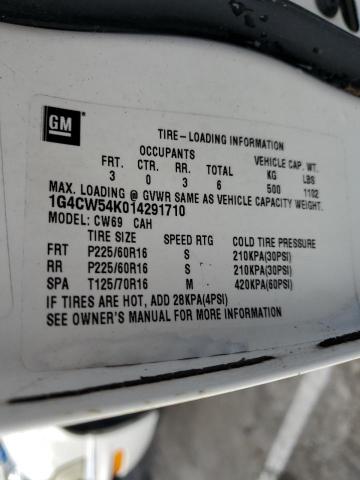 GM
TIRE-LOADING INFORMATION
OCCUPANTS VEHICLE CAP. WT.
FRT. CTR. RR. TOTAL KG LBS
3 0 3 6 500 1102
MAX. LOADING @ GVWR SAME AS VEHICLE CAPACITY WEIGHT.
1G4CW54K014291710
MODEL: CW69 CAH
TIRE SIZE SPEED RTG COLD TIRE PRESSURE
FRT P225/60R16 S 210KPA(30PSI)
RR P225/60R16 S 210KPA(30PSI)
SPA T125/70R16 M 420KPA(60PSI)
IF TIRES ARE HOT, ADD 28KPA(4PSI)
SEE OWNER'S MANUAL FOR MORE INFORMATION